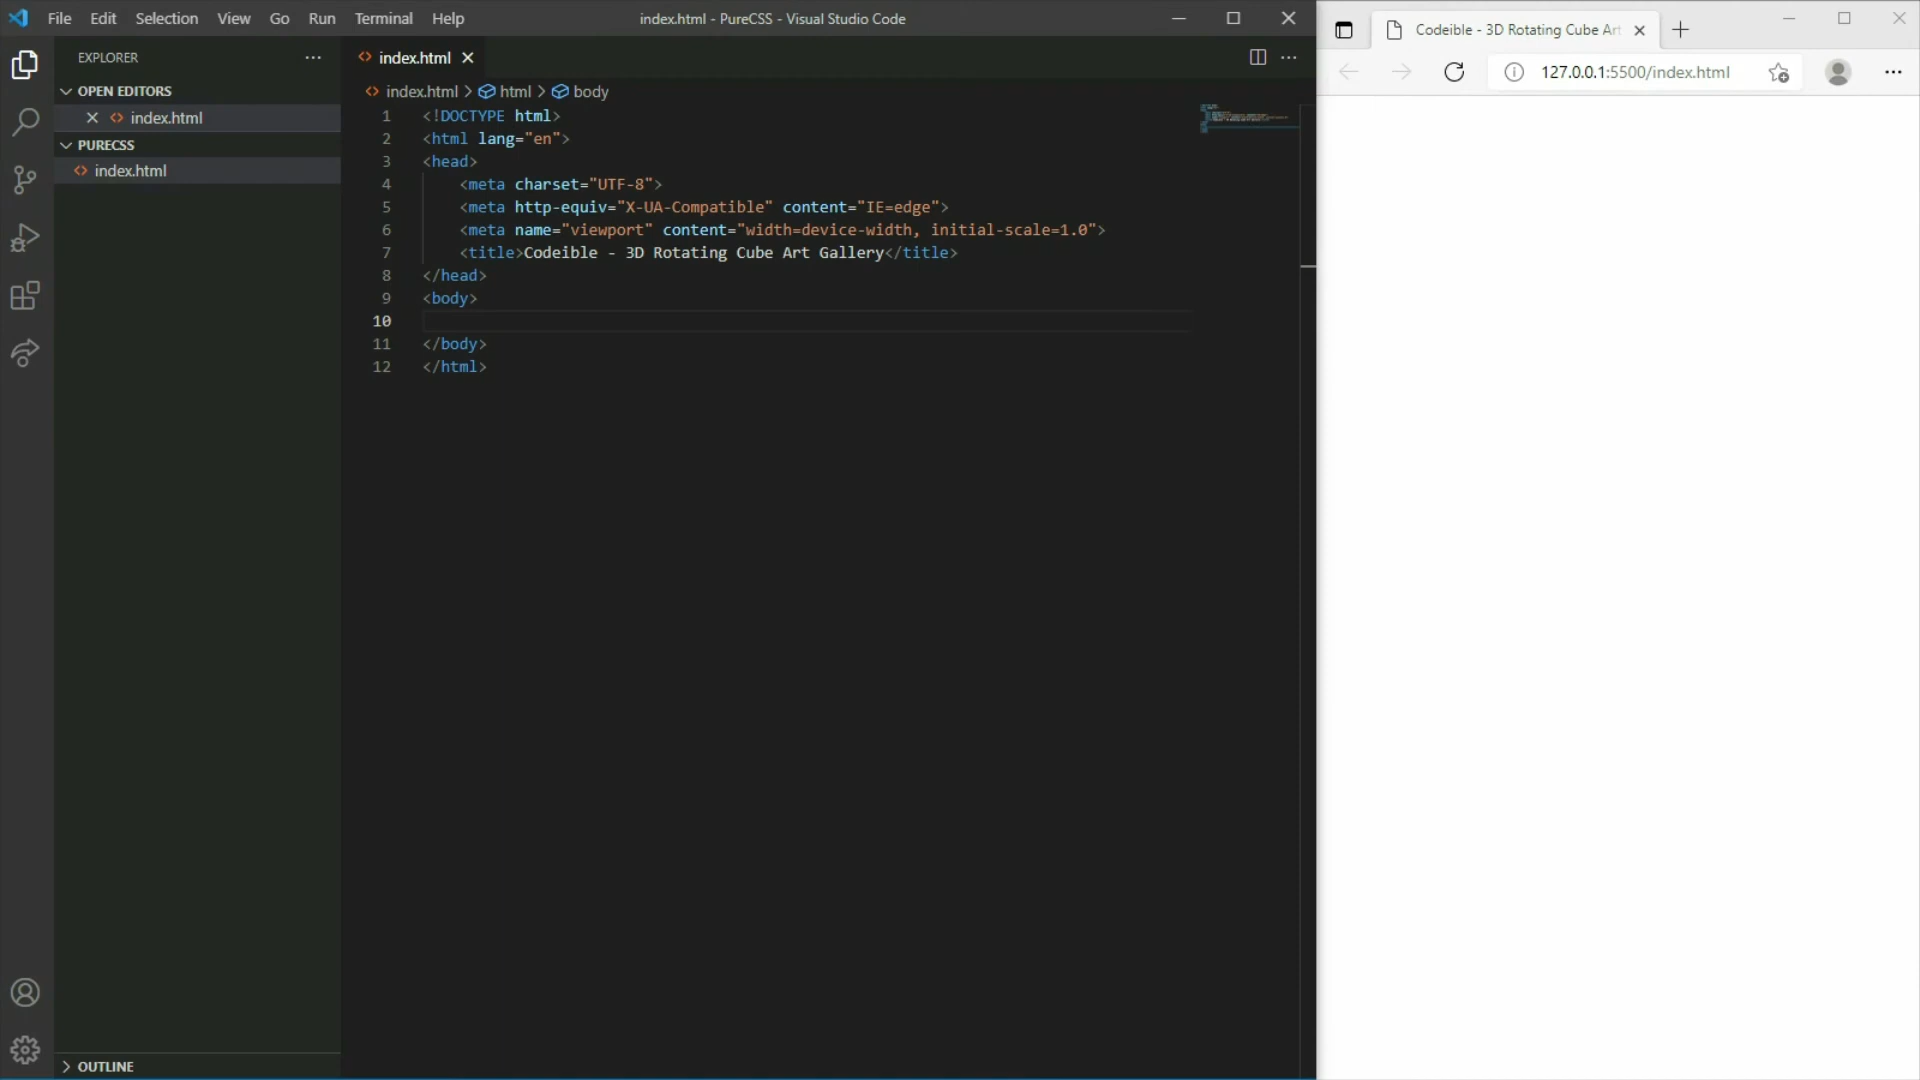 File Edit Selection View Go Run Terminal Help
index.html - PureCSS - Visual Studio Code
EXPLORER
OPEN EDITORS
index.html
PURECSS
index.html
OUTLINE
index.html
index.html > html > body
1 <!DOCTYPE html>
2 <html lang="en">
3 <head>
4 <meta charset="UTF-8">
5 <meta http-equiv="X-UA-Compatible" content="IE=edge">
6 <meta name="viewport" content="width=device-width, initial-scale=1.0">
7 <title>Codeible - 3D Rotating Cube Art Gallery</title>
8 </head>
9 <body>
10
11 </body>
12 </html>
Codeible - 3D Rotating Cube Art
127.0.0.1:5500/index.html